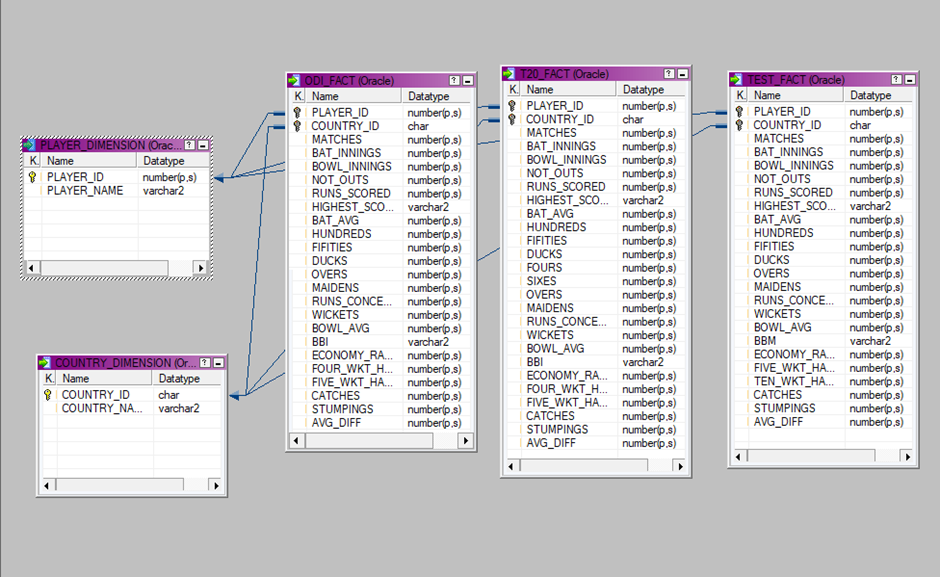 PLAYER_DIMENSION (Orac...
K. Name Datatype
PLAYER_ID number(p,s)
PLAYER_NAME varchar2
COUNTRY_DIMENSION (Or...
K. Name Datatype
COUNTRY_ID char
COUNTRY_NA... varchar2
ODI_FACT (Oracle)
K. Name Datatype
PLAYER_ID number(p,s)
COUNTRY_ID char
MATCHES number(p,s)
BAT_INNINGS number(p,s)
BOWL_INNINGS number(p,s)
NOT_OUTS number(p,s)
RUNS_SCORED number(p,s)
HIGHEST_SCO... varchar2
BAT_AVG number(p,s)
HUNDREDS number(p,s)
FIFITIES number(p,s)
DUCKS number(p,s)
OVERS number(p,s)
MAIDENS number(p,s)
RUNS_CONCE... number(p,s)
WICKETS number(p,s)
BOWL_AVG number(p,s)
BBI varchar2
ECONOMY_RA... number(p,s)
FOUR_WKT_H... number(p,s)
FIVE_WKT_HA... number(p,s)
CATCHES number(p,s)
STUMPINGS number(p,s)
AVG_DIFF number(p,s)
T20_FACT (Oracle)
K. Name Datatype
PLAYER_ID number(p,s)
COUNTRY_ID char
MATCHES number(p,s)
BAT_INNINGS number(p,s)
BOWL_INNINGS number(p,s)
NOT_OUTS number(p,s)
RUNS_SCORED number(p,s)
HIGHEST_SCO... varchar2
BAT_AVG number(p,s)
HUNDREDS number(p,s)
FIFITIES number(p,s)
DUCKS number(p,s)
FOURS number(p,s)
SIXES number(p,s)
OVERS number(p,s)
MAIDENS number(p,s)
RUNS_CONCE... number(p,s)
WICKETS number(p,s)
BOWL_AVG number(p,s)
BBI varchar2
ECONOMY_RA... number(p,s)
FOUR_WKT_H... number(p,s)
FIVE_WKT_HA... number(p,s)
CATCHES number(p,s)
STUMPINGS number(p,s)
AVG_DIFF number(p,s)
TEST_FACT (Oracle)
K. Name Datatype
PLAYER_ID number(p,s)
COUNTRY_ID char
MATCHES number(p,s)
BAT_INNINGS number(p,s)
BOWL_INNINGS number(p,s)
NOT_OUTS number(p,s)
RUNS_SCORED number(p,s)
HIGHEST_SCO... varchar2
BAT_AVG number(p,s)
HUNDREDS number(p,s)
FIFITIES number(p,s)
DUCKS number(p,s)
OVERS number(p,s)
MAIDENS number(p,s)
RUNS_CONCE... number(p,s)
WICKETS number(p,s)
BOWL_AVG number(p,s)
BBM varchar2
ECONOMY_RA... number(p,s)
FIVE_WKT_HA... number(p,s)
TEN_WKT_HA... number(p,s)
CATCHES number(p,s)
STUMPINGS number(p,s)
AVG_DIFF number(p,s)